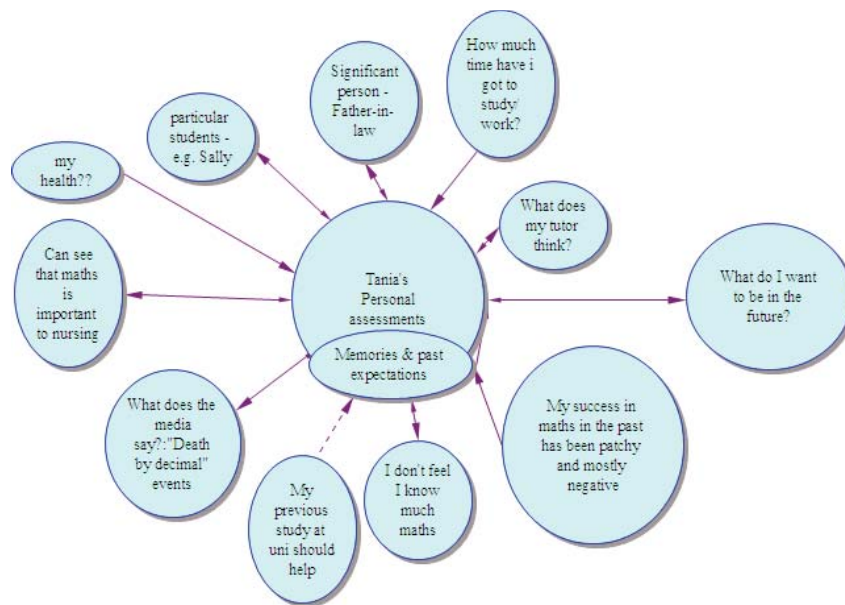 How much
time have i
got to
study/
work?
Significant
person -
Father-in-
law
particular
students -
e.g. Sally
my
health??
What does
my tutor
think?
Can see
that maths
is
important
to nursing
Tania's
Personal
assessments
What do I want
to be in the
future?
Memories & past
expectations
What does the
media
say?:"Death
by decimal"
events
My success in
maths in the past
has been patchy
and mostly
negative
I don't feel
I know
much
maths
My
previous
study at
uni should
help